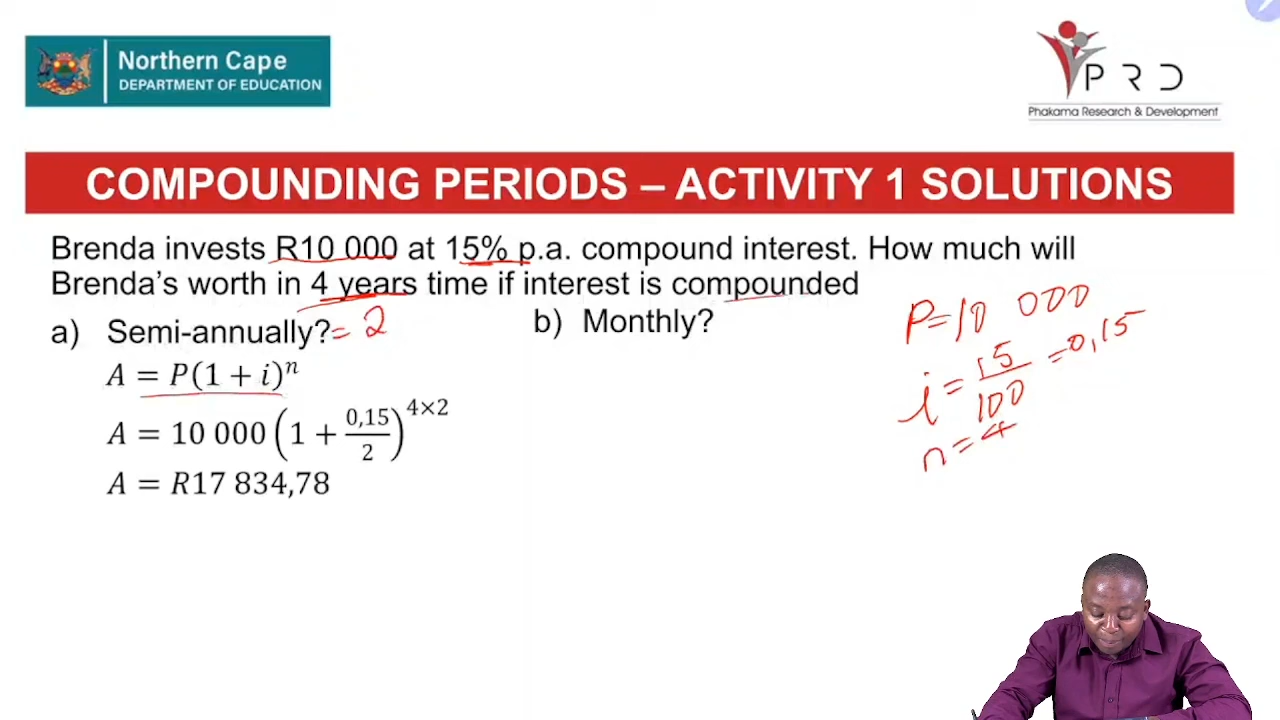 Northern Cape
DEPARTMENT OF EDUCATION
P R D
Phakama Research & Development
COMPOUNDING PERIODS – ACTIVITY 1 SOLUTIONS
Brenda invests R10 000 at 15% p.a. compound interest. How much will
Brenda's worth in 4 years time if interest is compounded
a) Semi-annually? = 2
b) Monthly?
A = P(1 + i)^n
A = 10 000 (1 + 0,15/2)^4×2
A = R17 834,78
P = 10 000
i = 15/100 = 0,15
n = 4